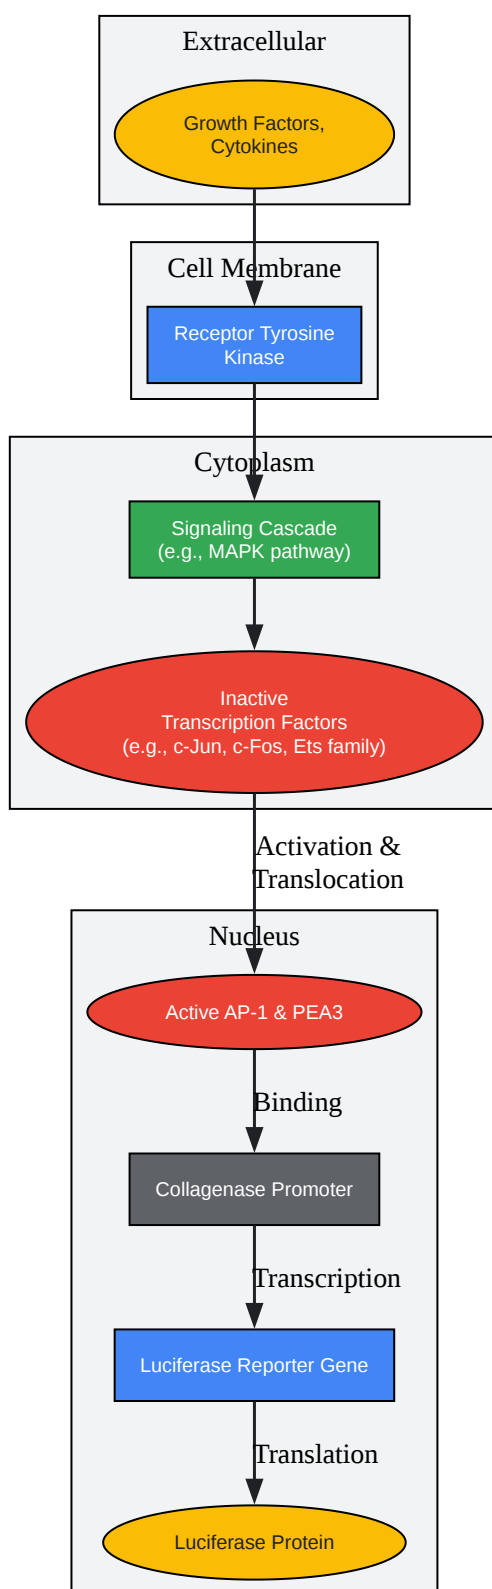 Extracellular
Growth Factors,
Cytokines
Cell Membrane
Receptor Tyrosine
Kinase
Cytoplasm
Signaling Cascade
(e.g., MAPK pathway)
Inactive
Transcription Factors
(e.g., c-Jun, c-Fos, Ets family)
Activation &
Translocation
Nucleus
Active AP-1 & PEA3
Binding
Collagenase Promoter
Transcription
Luciferase Reporter Gene
Translation
Luciferase Protein